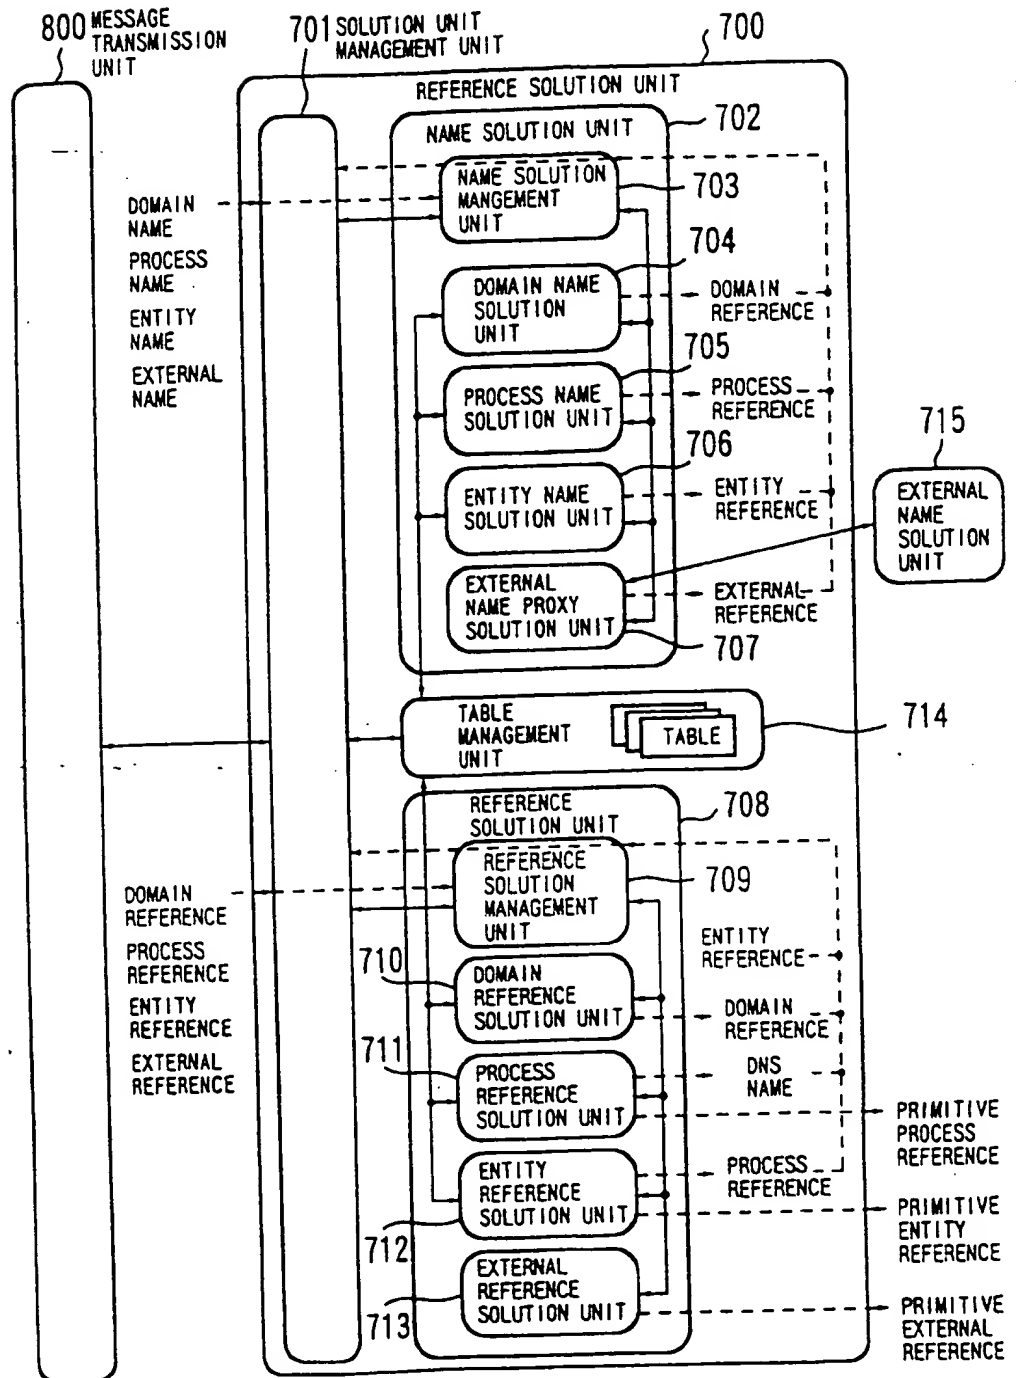 800 MESSAGE
TRANSMISSION
UNIT
701 SOLUTION UNIT
MANAGEMENT UNIT
700
REFERENCE SOLUTION UNIT
NAME SOLUTION UNIT
702
NAME SOLUTION
MANGEMENT
UNIT
703
DOMAIN
NAME
PROCESS
NAME
ENTITY
NAME
EXTERNAL
NAME
704
DOMAIN NAME
SOLUTION
UNIT
DOMAIN
REFERENCE
705
PROCESS NAME
SOLUTION UNIT
PROCESS
REFERENCE
706
ENTITY NAME
SOLUTION UNIT
ENTITY
REFERENCE
715
EXTERNAL
NAME
SOLUTION
UNIT
EXTERNAL
NAME PROXY
SOLUTION UNIT
EXTERNAL
REFERENCE
707
TABLE
MANAGEMENT
UNIT
TABLE
714
REFERENCE
SOLUTION UNIT
708
REFERENCE
SOLUTION
MANAGEMENT
UNIT
709
DOMAIN
REFERENCE
PROCESS
REFERENCE
ENTITY
REFERENCE
EXTERNAL
REFERENCE
ENTITY
REFERENCE
710
DOMAIN
REFERENCE
SOLUTION UNIT
DOMAIN
REFERENCE
711
PROCESS
REFERENCE
SOLUTION UNIT
DNS
NAME
PRIMITIVE
PROCESS
REFERENCE
ENTITY
REFERENCE
SOLUTION UNIT
712
PROCESS
REFERENCE
PRIMITIVE
ENTITY
REFERENCE
EXTERNAL
REFERENCE
SOLUTION UNIT
713
PRIMITIVE
EXTERNAL
REFERENCE